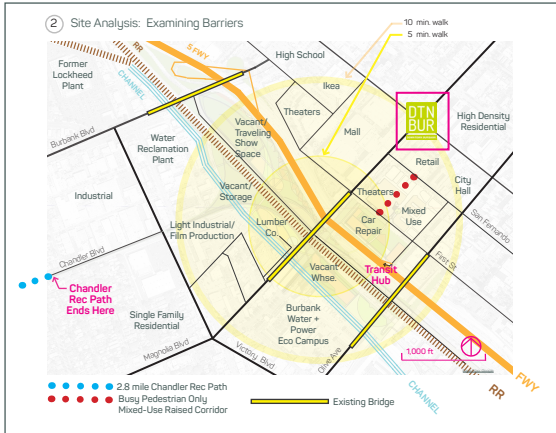 2 Site Analysis: Examining Barriers
10 min. walk
5 min. walk
RR
5 FWY
High School
Former
Lockheed
Plant
CHANNEL
Ikea
Theaters
DTN
BUR
High Density
Residential
Burbank Blvd
Water
Reclamation
Plant
Vacant/
Traveling
Show
Space
Mall
Retail
City
Hall
Industrial
Vacant/
Storage
Theaters
Mixed
Use
San Fernando
Light Industrial/
Film Production
Lumber
Co.
Car
Repair
First St
Chandler Blvd
Vacant
Whse.
Transit
Hub
Chandler
Rec Path
Ends Here
Single Family
Residential
Burbank
Water +
Power
Eco Campus
Magnolia Blvd
Victory Blvd
Olive Ave
1,000 ft
CHANNEL
RR
FWY
2.8 mile Chandler Rec Path
Busy Pedestrian Only
Mixed-Use Raised Corridor
Existing Bridge